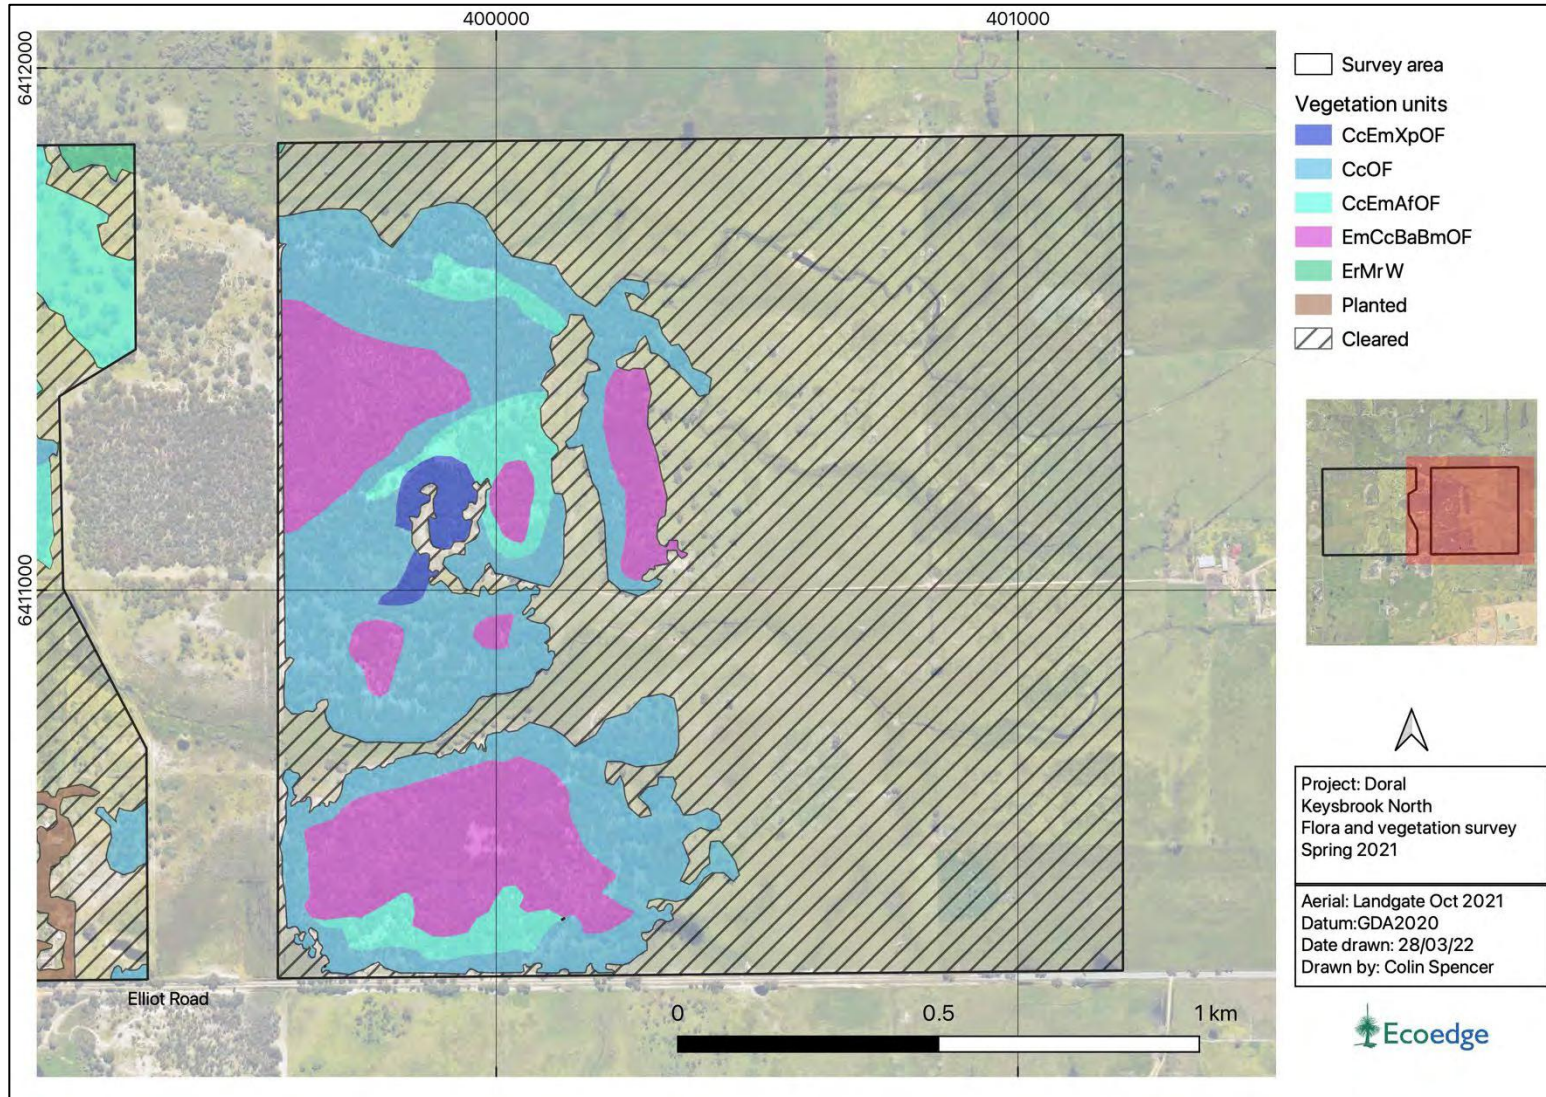 400000
401000
6412000
6411000
Survey area
Vegetation units
CcEmXpOF
CcOF
CcEmAfOF
EmCcBaBmOF
ErMrW
Planted
Cleared
Project: Doral
Keysbrook North
Flora and vegetation survey
Spring 2021
Aerial: Landgate Oct 2021
Datum:GDA2020
Date drawn: 28/03/22
Drawn by: Colin Spencer
Elliot Road
0
0.5
1 km
Ecoedge